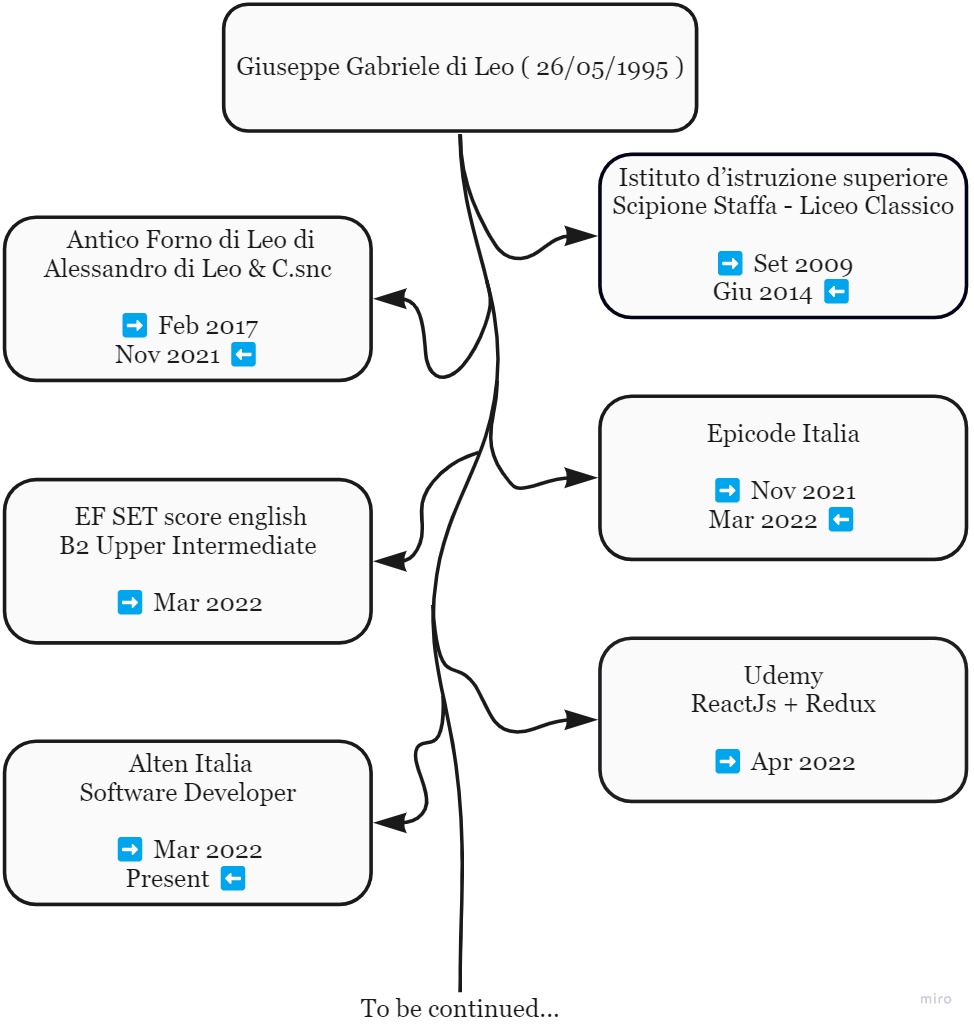 Giuseppe Gabriele di Leo ( 26/05/1995 )
Istituto d'istruzione superiore
Scipione Staffa - Liceo Classico
➡️ Set 2009
Giu 2014 ⬅️
Antico Forno di Leo di
Alessandro di Leo & C.snc
➡️ Feb 2017
Nov 2021 ⬅️
Epicode Italia
➡️ Nov 2021
Mar 2022 ⬅️
EF SET score english
B2 Upper Intermediate
➡️ Mar 2022
Udemy
ReactJs + Redux
➡️ Apr 2022
Alten Italia
Software Developer
➡️ Mar 2022
Present ⬅️
To be continued...
miro